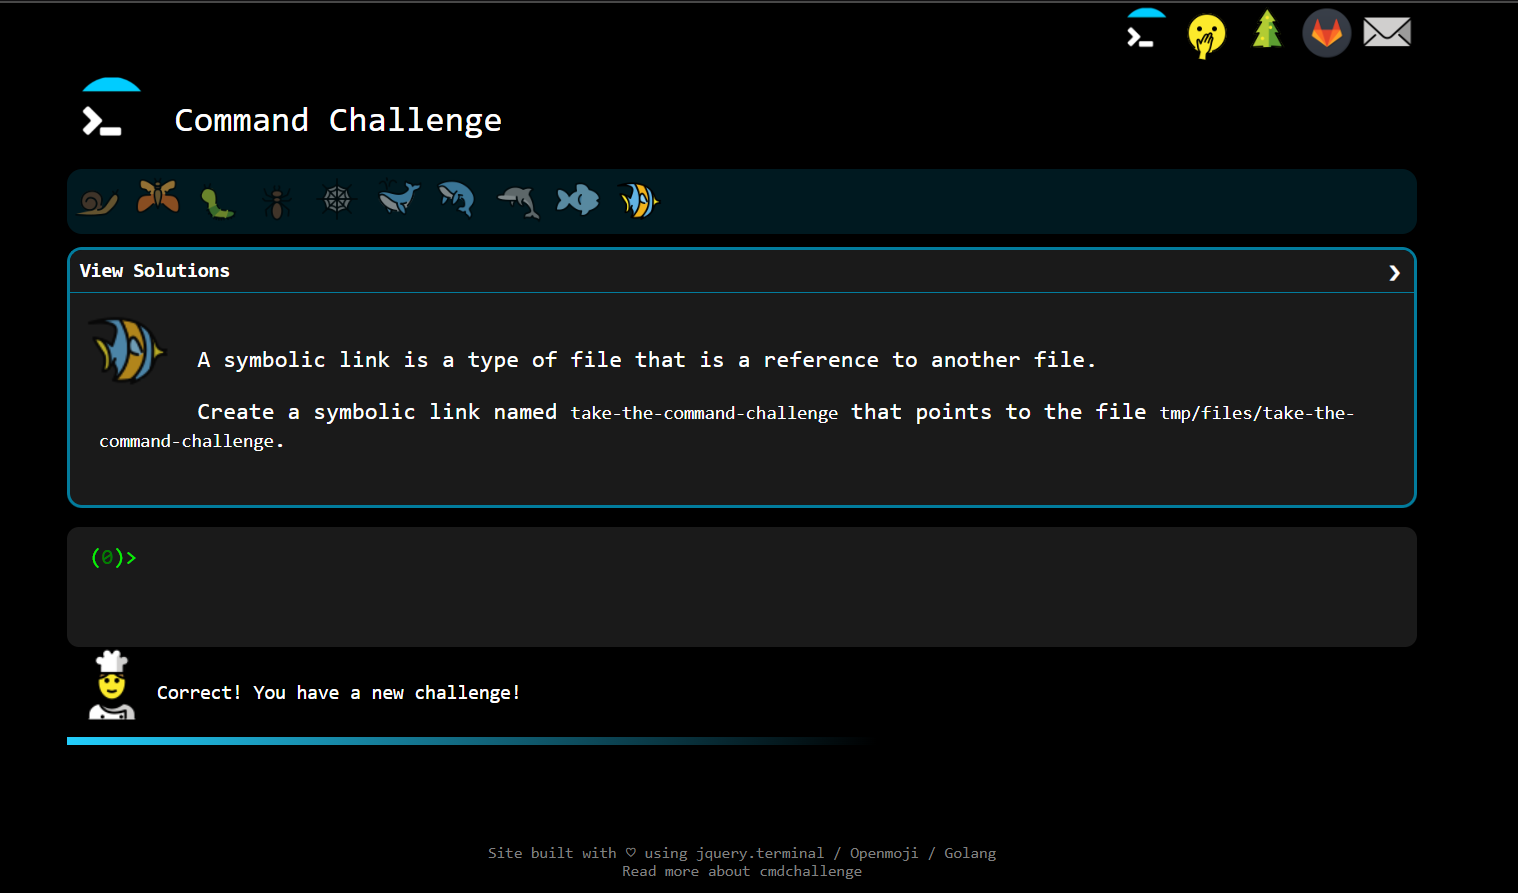 Command Challenge
View Solutions
A symbolic link is a type of file that is a reference to another file.
Create a symbolic link named take-the-command-challenge that points to the file tmp/files/take-the-
command-challenge.
(0)>
Correct! You have a new challenge!
Site built with ♡ using jquery.terminal / Openmoji / Golang
Read more about cmdchallenge